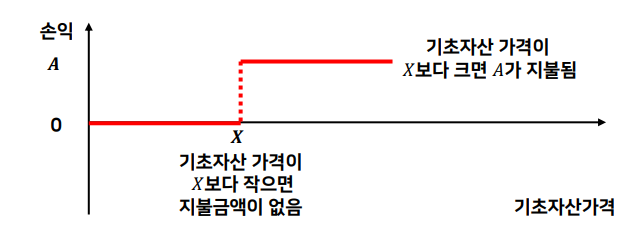 손익
A
0
X
기초자산 가격이
X보다 크면 A가 지불됨
기초자산 가격이
X보다 작으면
지불금액이 없음
기초자산가격